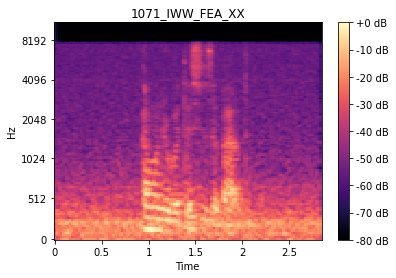 1071_IWW_FEA_XX
8192
4096
2048
1024
512
0
Hz
0 0.5 1 1.5 2 2.5
Time
+0 dB
-10 dB
-20 dB
-30 dB
-40 dB
-50 dB
-60 dB
-70 dB
-80 dB